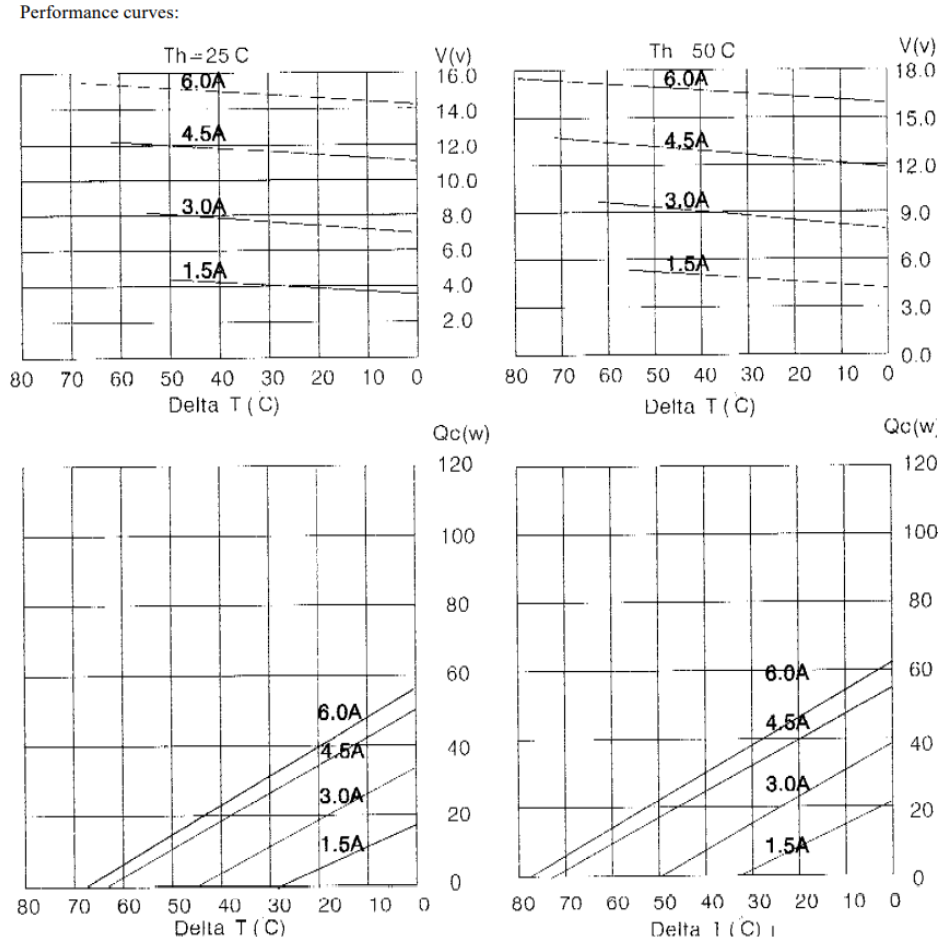 Performance curves:
Th=25 C
V(v)
16.0
6.0A
14.0
4.5A
12.0
10.0
3.0A
8.0
6.0
1.5A
4.0
2.0
80 70 60 50 40 30 20 10 0
Delta T ( C)
Th 50 C
V(v)
18.0
6.0A
15.0
4.5A
12.0
3.0A
9.0
6.0
1.5A
3.0
0.0
80 70 60 50 40 30 20 10 0
Delta T ( C)
Qc(w)
120
100
80
60
6.0A
40
4.5A
3.0A
20
1.5A
0
80 70 60 50 40 30 20 10 0
Delta T ( C)
Qc(w)
120
100
80
60
6.0A
4.5A
40
3.0A
20
1.5A
0
80 70 60 50 40 30 20 10 0
Delta T ( C)